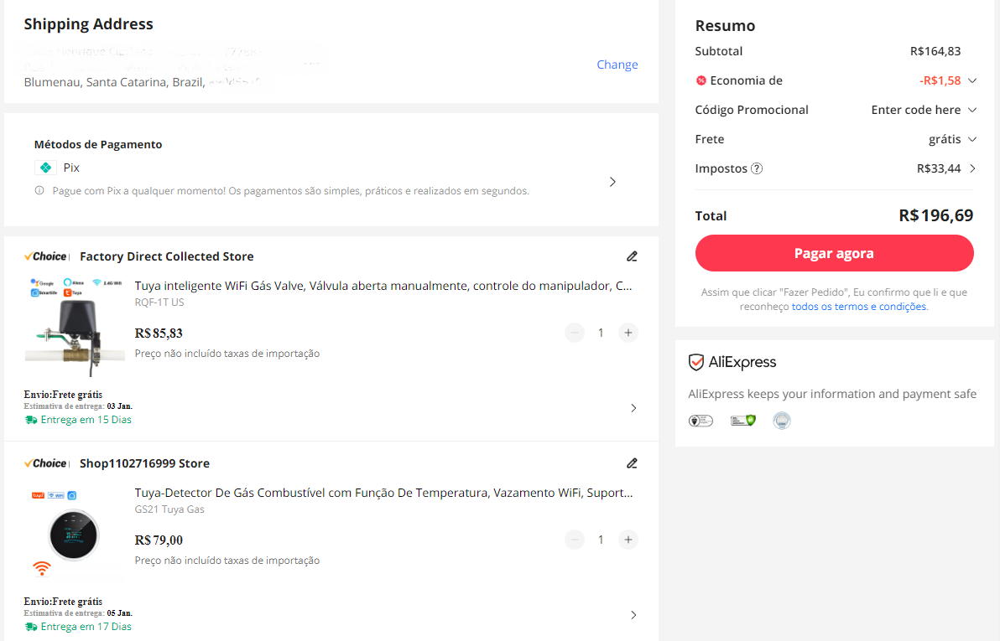 Shipping Address
Blumenau, Santa Catarina, Brazil,
Change
Métodos de Pagamento
Pix
Pague com Pix a qualquer momento! Os pagamentos são simples, práticos e realizados em segundos.
Choice Factory Direct Collected Store
Google Alexa 2.4G Wifi
Smartlife Tuya
Tuya inteligente WiFi Gás Valve, Válvula aberta manualmente, controle do manipulador, C...
RQF-1T US
R$85,83
1
Preço não incluído taxas de importação
Envio:Frete grátis
Estimativa de entrega: 03 Jan.
Entrega em 15 Dias
Choice Shop1102716999 Store
tuya WiFi
Tuya-Detector De Gás Combustível com Função De Temperatura, Vazamento WiFi, Suport...
GS21 Tuya Gas
R$79,00
1
Preço não incluído taxas de importação
Envio:Frete grátis
Estimativa de entrega: 05 Jan.
Entrega em 17 Dias
Resumo
Subtotal R$164,83
Economia de -R$1,58
Código Promocional Enter code here
Frete grátis
Impostos R$33,44
Total R$196,69
Pagar agora
Assim que clicar "Fazer Pedido", Eu confirmo que li e que
reconheço todos os termos e condições.
AliExpress
AliExpress keeps your information and payment safe